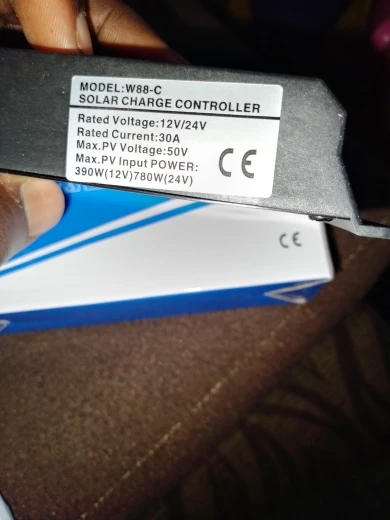 MODEL:W88-C
SOLAR CHARGE CONTROLLER
Rated Voltage:12V/24V
Rated Current:30A
Max.PV Voltage:50V
Max.PV Input POWER:
390W(12V)780W(24V)
CE
CE